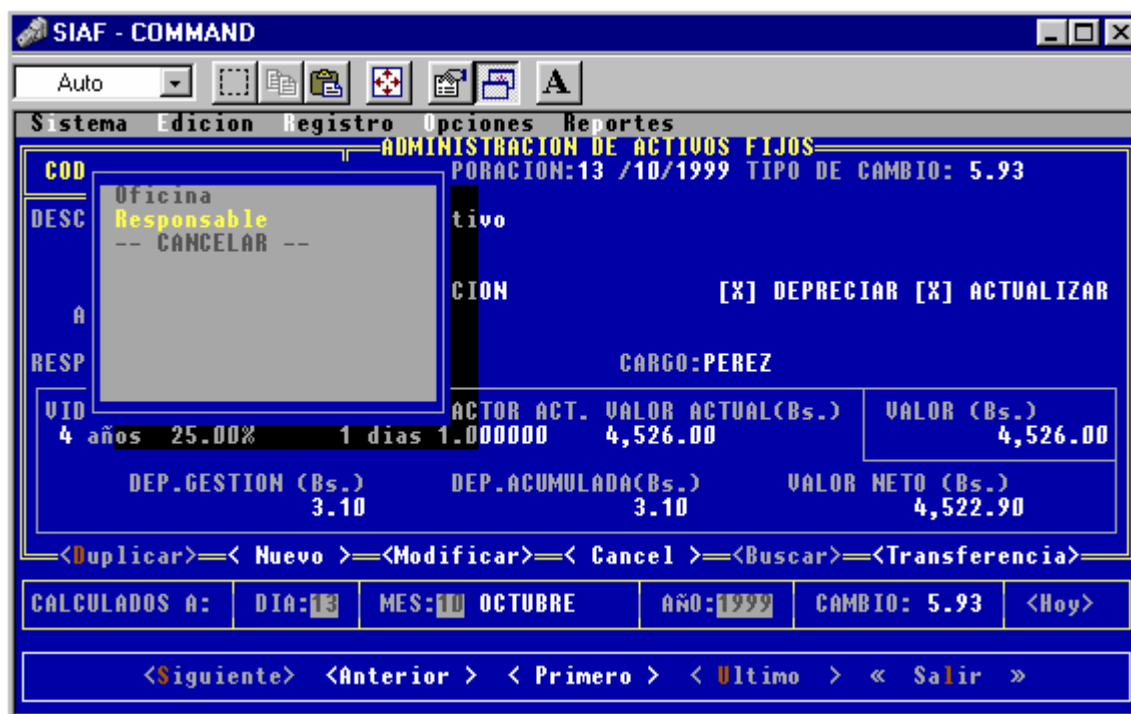 SIAF - COMMAND
Auto
A
Sistema Edicion Registro Opciones Reportes
ADMINISTRACION DE ACTIVOS FIJOS
COD PORACION:13 /10/1999 TIPO DE CAMBIO: 5.93
Oficina
DESC Responsable tivo
-- CANCELAR --
CION [X] DEPRECIAR [X] ACTUALIZAR
A
RESP CARGO:PEREZ
VID ACTOR ACT. VALOR ACTUAL(Bs.) VALOR (Bs.)
4 años 25.00% 1 dias 1.000000 4,526.00 4,526.00
DEP.GESTION (Bs.) DEP.ACUMULADA(Bs.) VALOR NETO (Bs.)
3.10 3.10 4,522.90
<Duplicar> < Nuevo > <Modificar> < Cancel > <Buscar> <Transferencia>
CALCULADOS A: DIA:13 MES:10 OCTUBRE AÑO:1999 CAMBIO: 5.93 <Hoy>
<Siguiente> <Anterior > < Primero > < Ultimo > « Salir »